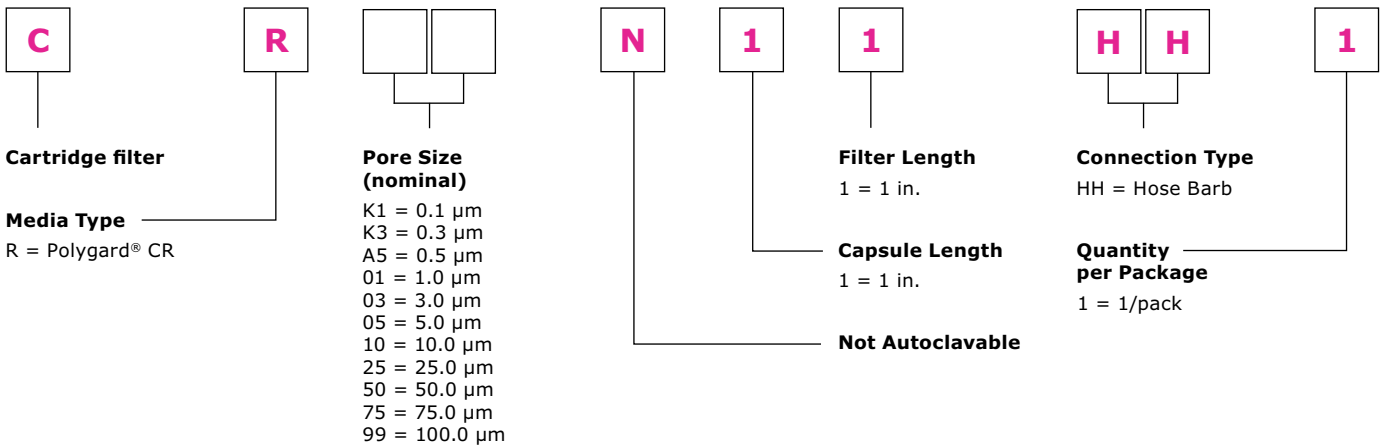 C R N 1 1 H H 1
Cartridge filter
Media Type
R = Polygard® CR
Pore Size
(nominal)
K1 = 0.1 µm
K3 = 0.3 µm
A5 = 0.5 µm
01 = 1.0 µm
03 = 3.0 µm
05 = 5.0 µm
10 = 10.0 µm
25 = 25.0 µm
50 = 50.0 µm
75 = 75.0 µm
99 = 100.0 µm
Filter Length
1 = 1 in.
Capsule Length
1 = 1 in.
Not Autoclavable
Connection Type
HH = Hose Barb
Quantity
per Package
1 = 1/pack